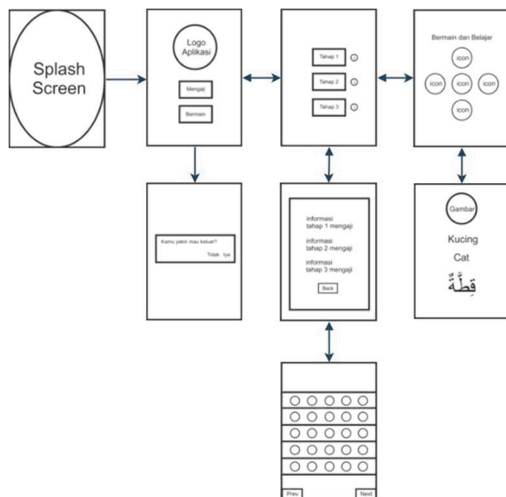 Splash
Screen
Logo
Aplikasi
Mengaji
Bermain
Tahap 1
i
Tahap 2
i
Tahap 3
i
Bermain dan Belajar
icon
icon
icon
icon
icon
Kamu yakin mau keluar?
Tidak Iya
informasi
tahap 1 mengaji
informasi
tahap 2 mengaji
informasi
tahap 3 mengaji
Back
Gambar
Kucing
Cat
قِطَّةٌ
Prev
Next